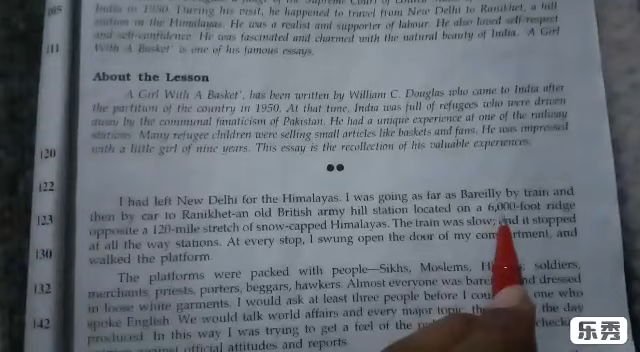 105
India in 1950. During his visit, he happened to travel from New Delhi to Ranikhet, a hill
station in the Himalayas. He was a realist and supporter of labour. He also loved self-respect
and self-confidence. He was fascinated and charmed with the natural beauty of India. A Girl
With A Basket' is one of his famous essays.
111
About the Lesson
A Girl With A Basket', has been written by William C. Douglas who came to India after
the partition of the country in 1950. At that time, India was full of refugees who were driven
away by the communal fanaticism of Pakistan. He had a unique experience at one of the railway
stations. Many refugee children were selling small articles like baskets and fans. He was impressed
with a little girl of nine years. This essay is the recollection of his valuable experiences.
120
122
I had left New Delhi for the Himalayas. I was going as far as Bareilly by train and
then by car to Ranikhet-an old British army hill station located on a 6,000-foot ridge
123
opposite a 120-mile stretch of snow-capped Himalayas. The train was slow; and it stopped
at all the way stations. At every stop, I swung open the door of my compartment, and
130
walked the platform.
The platforms were packed with people—Sikhs, Moslems, soldiers,
132
merchants, priests, porters, beggars, hawkers. Almost everyone was and dressed
in loose white garments. I would ask at least three people before I one who
142
spoke English. We would talk world affairs and every major topic the day
produced. In this way I was trying to get a feel of the
against official attitudes and reports.
乐秀